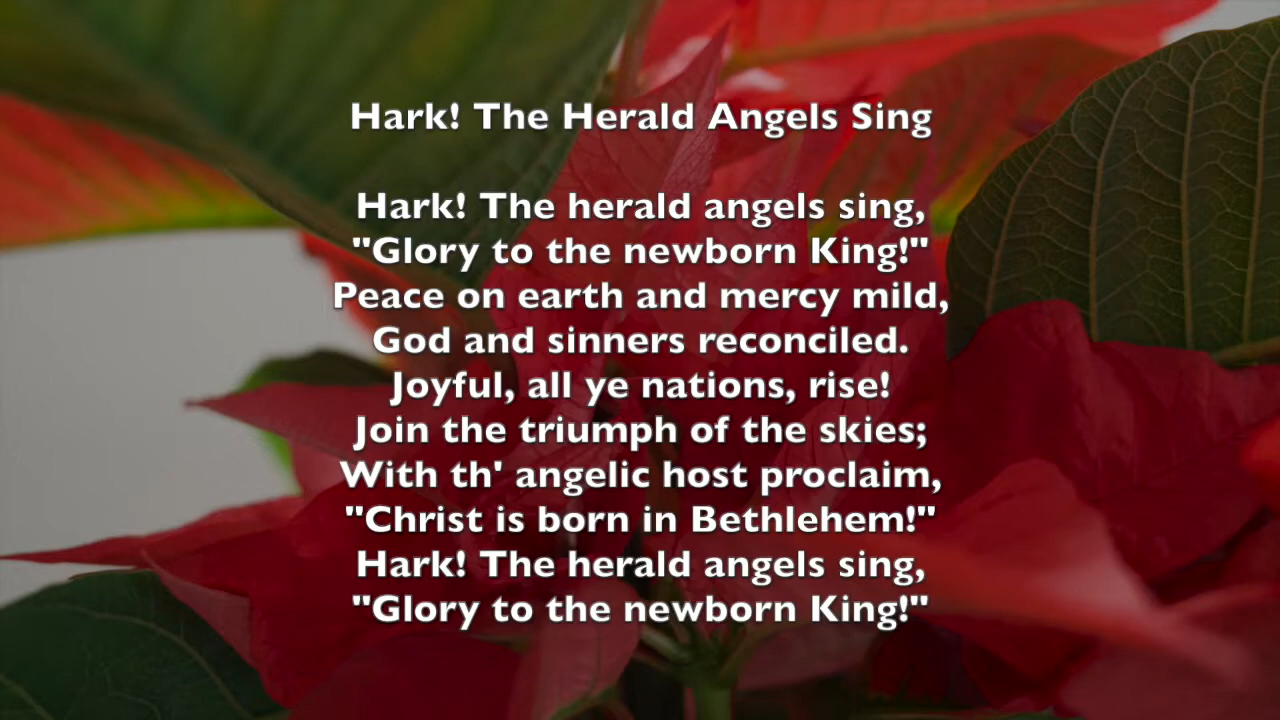 Hark! The Herald Angels Sing
Hark! The herald angels sing,
"Glory to the newborn King!"
Peace on earth and mercy mild,
God and sinners reconciled.
Joyful, all ye nations, rise!
Join the triumph of the skies;
With th' angelic host proclaim,
"Christ is born in Bethlehem!"
Hark! The herald angels sing,
"Glory to the newborn King!"